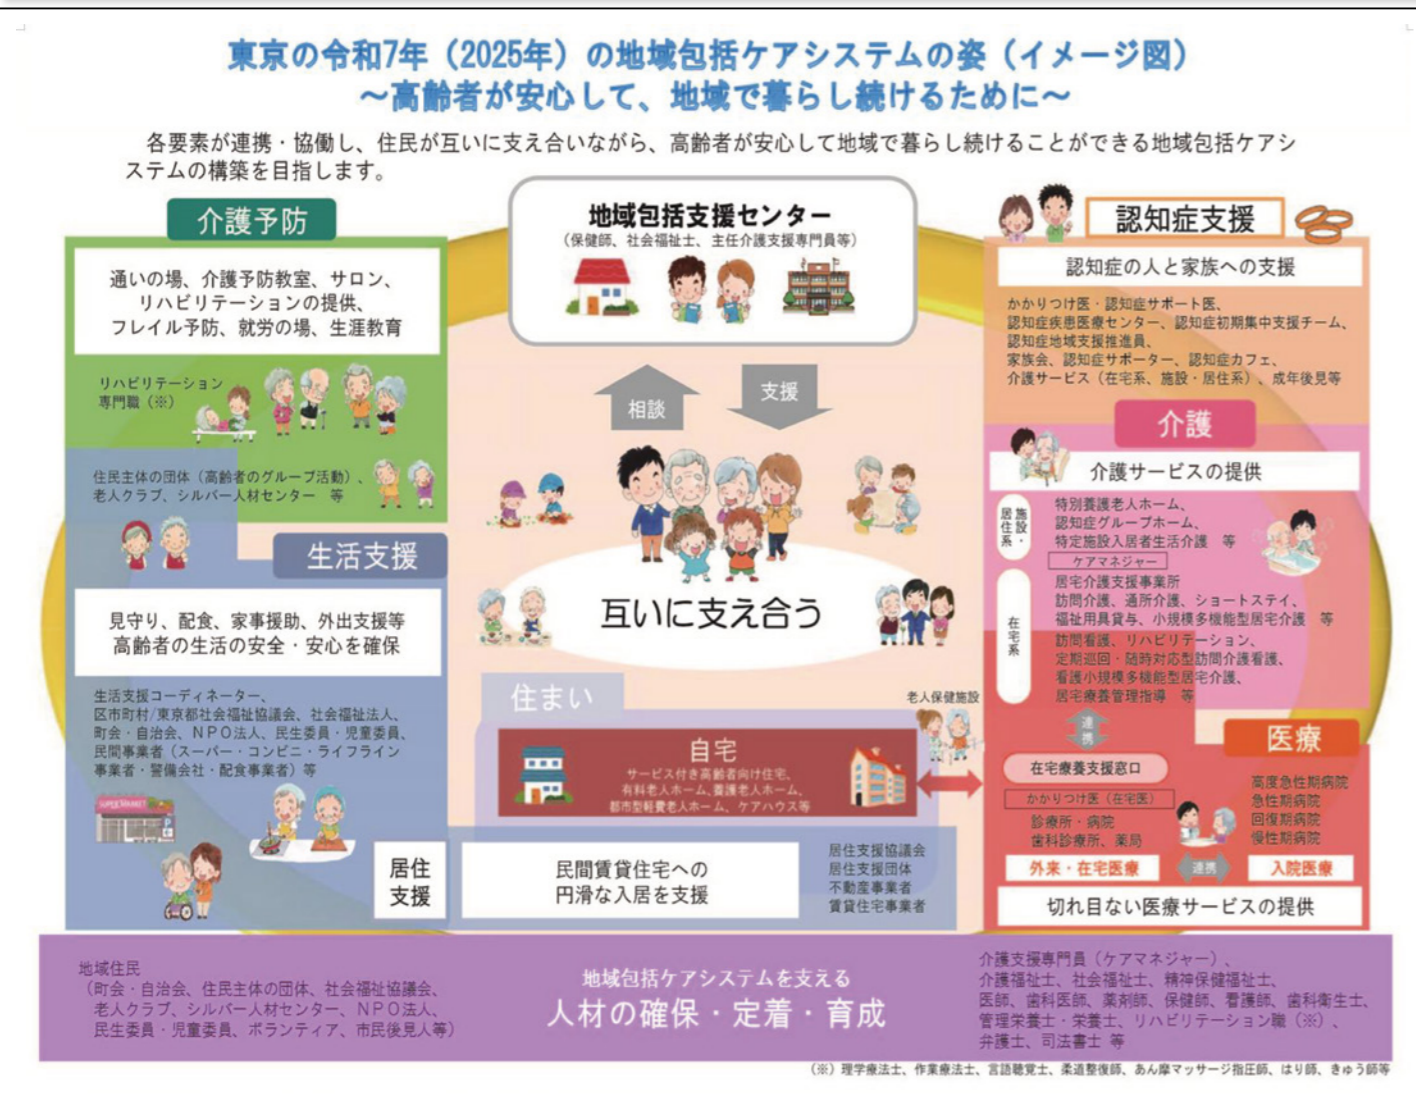 東京の令和7年（2025年）の地域包括ケアシステムの姿（イメージ図）
～高齢者が安心して、地域で暮らし続けるために～
各要素が連携・協働し、住民が互いに支え合いながら、高齢者が安心して地域で暮らし続けることができる地域包括ケアシ
ステムの構築を目指します。
介護予防
通いの場、介護予防教室、サロン、
リハビリテーションの提供、
フレイル予防、就労の場、生涯教育
リハビリテーション
専門職（※）
住民主体の団体（高齢者のグループ活動）、
老人クラブ、シルバー人材センター　等
生活支援
見守り、配食、家事援助、外出支援等
高齢者の生活の安全・安心を確保
生活支援コーディネーター、
区市町村/東京都社会福祉協議会、社会福祉法人、
町会・自治会、ＮＰＯ法人、民生委員・児童委員、
民間事業者（スーパー・コンビニ・ライフライン
事業者・警備会社・配食事業者）等
SUPER MARKET
P
地域包括支援センター
（保健師、社会福祉士、主任介護支援専門員等）
相談
支援
互いに支え合う
住まい
自宅
サービス付き高齢者向け住宅、
有料老人ホーム、養護老人ホーム、
都市型軽費老人ホーム、ケアハウス等
老人保健施設
居住
支援
民間賃貸住宅への
円滑な入居を支援
居住支援協議会
居住支援団体
不動産事業者
賃貸住宅事業者
認知症支援
認知症の人と家族への支援
かかりつけ医・認知症サポート医、
認知症疾患医療センター、認知症初期集中支援チーム、
認知症地域支援推進員、
家族会、認知症サポーター、認知症カフェ、
介護サービス（在宅系、施設・居住系）、成年後見等
介護
介護サービスの提供
施設・
居住系
特別養護老人ホーム、
認知症グループホーム、
特定施設入居者生活介護　等
ケアマネジャー
在宅系
居宅介護支援事業所
訪問介護、通所介護、ショートステイ、
福祉用具貸与、小規模多機能型居宅介護　等
訪問看護、リハビリテーション、
定期巡回・随時対応型訪問介護看護、
看護小規模多機能型居宅介護、
居宅療養管理指導　等
連携
医療
在宅療養支援窓口
かかりつけ医（在宅医）
診療所・病院
歯科診療所、薬局
高度急性期病院
急性期病院
回復期病院
慢性期病院
外来・在宅医療
連携
入院医療
切れ目ない医療サービスの提供
地域住民
（町会・自治会、住民主体の団体、社会福祉協議会、
老人クラブ、シルバー人材センター、ＮＰＯ法人、
民生委員・児童委員、ボランティア、市民後見人等）
地域包括ケアシステムを支える
人材の確保・定着・育成
介護支援専門員（ケアマネジャー）、
介護福祉士、社会福祉士、精神保健福祉士、
医師、歯科医師、薬剤師、保健師、看護師、歯科衛生士、
管理栄養士・栄養士、リハビリテーション職（※）、
弁護士、司法書士 等
（※）理学療法士、作業療法士、言語聴覚士、柔道整復師、あん摩マッサージ指圧師、はり師、きゅう師等